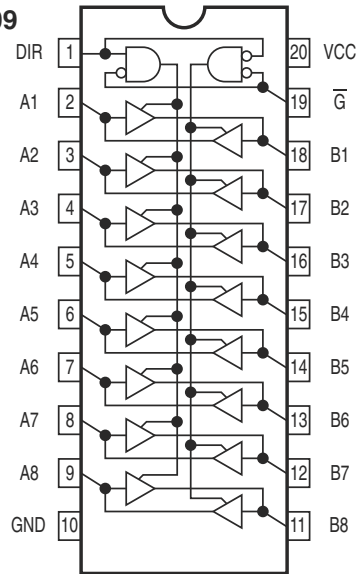 9
DIR 1 20 VCC
19 G̅
A1 2
18 B1
A2 3
17 B2
A3 4
16 B3
A4 5
15 B4
A5 6
14 B5
A6 7
13 B6
A7 8
12 B7
A8 9
GND 10 11 B8